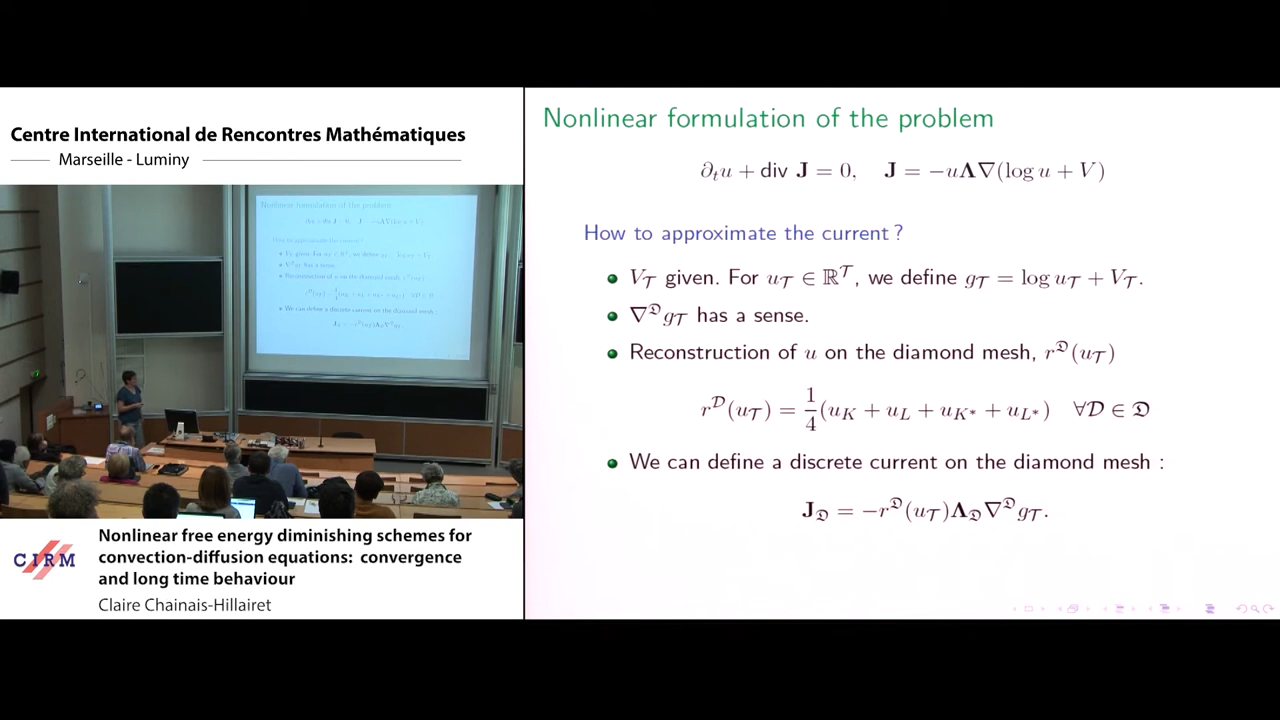 Centre International de Rencontres Mathématiques
Marseille - Luminy
Nonlinear formulation of the problem
∂ₜu + div J = 0, J = −uΛ∇(log u + V)
How to approximate the current ?
V_𝒯 given. For u_𝒯 ∈ ℝ^𝒯, we define g_𝒯 = log u_𝒯 + V_𝒯.
∇^𝔇 g_𝒯 has a sense.
Reconstruction of u on the diamond mesh, r^𝔇(u_𝒯)
r^𝒟(u_𝒯) = 1/4 (u_K + u_L + u_{K*} + u_{L*}) ∀𝒟 ∈ 𝔇
We can define a discrete current on the diamond mesh :
J_𝔇 = −r^𝔇(u_𝒯)Λ_𝔇∇^𝔇 g_𝒯.
CIRM
Nonlinear free energy diminishing schemes for
convection-diffusion equations: convergence
and long time behaviour
Claire Chainais-Hillairet